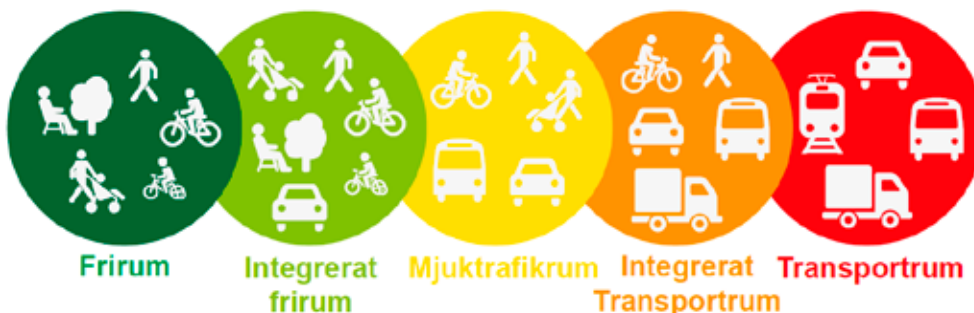 Frirum
Integrerat
frirum
Mjuktrafikrum
Integrerat
Transportrum
Transportrum